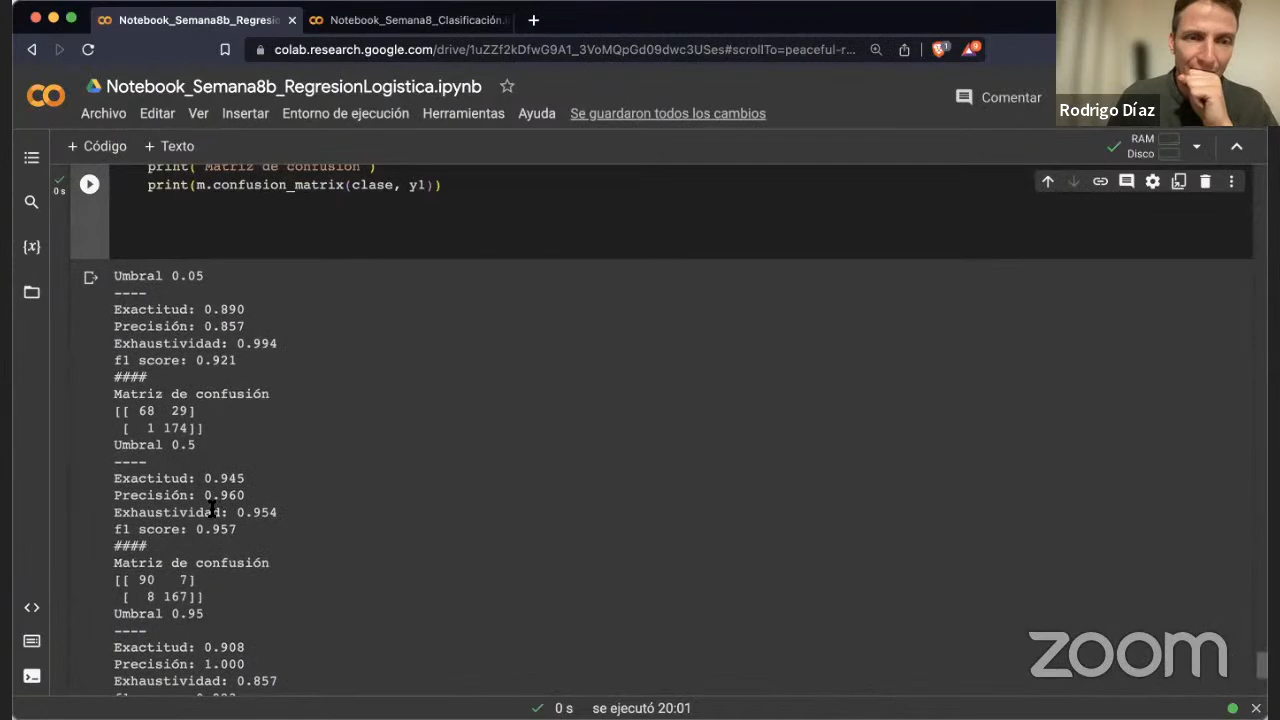 Notebook_Semana8b_Regresio
Notebook_Semana8_Clasificación.i
colab.research.google.com/drive/1uZZf2kDfwG9A1_3VoMQpGd09dwc3USes#scrollTo=peaceful-r...
Notebook_Semana8b_RegresionLogistica.ipynb
Comentar
Rodrigo Díaz
Archivo Editar Ver Insertar Entorno de ejecución Herramientas Ayuda Se guardaron todos los cambios
+ Código + Texto
RAM
Disco
print("Matriz de confusión")
0 s
print(m.confusion_matrix(clase, y1))
{x}
Umbral 0.05
----
Exactitud: 0.890
Precisión: 0.857
Exhaustividad: 0.994
f1 score: 0.921
####
Matriz de confusión
[[ 68 29]
[ 1 174]]
Umbral 0.5
----
Exactitud: 0.945
Precisión: 0.960
Exhaustividad: 0.954
f1 score: 0.957
####
Matriz de confusión
[[ 90 7]
[ 8 167]]
Umbral 0.95
----
Exactitud: 0.908
Precisión: 1.000
Exhaustividad: 0.857
zoom
0 s se ejecutó 20:01